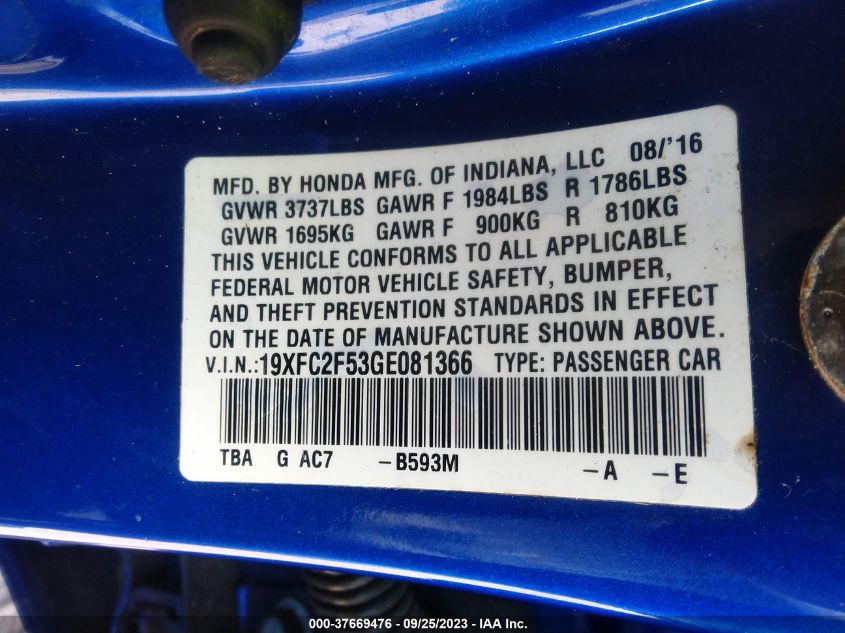 MFD. BY HONDA MFG. OF INDIANA, LLC 08/'16
GVWR 3737LBS GAWR F 1984LBS R 1786LBS
GVWR 1695KG GAWR F 900KG R 810KG
THIS VEHICLE CONFORMS TO ALL APPLICABLE
FEDERAL MOTOR VEHICLE SAFETY, BUMPER,
AND THEFT PREVENTION STANDARDS IN EFFECT
ON THE DATE OF MANUFACTURE SHOWN ABOVE.
V.I.N.:19XFC2F53GE081366 TYPE: PASSENGER CAR
TBA G AC7 -B593M -A -E
000-37669476 - 09/25/2023 - IAA Inc.